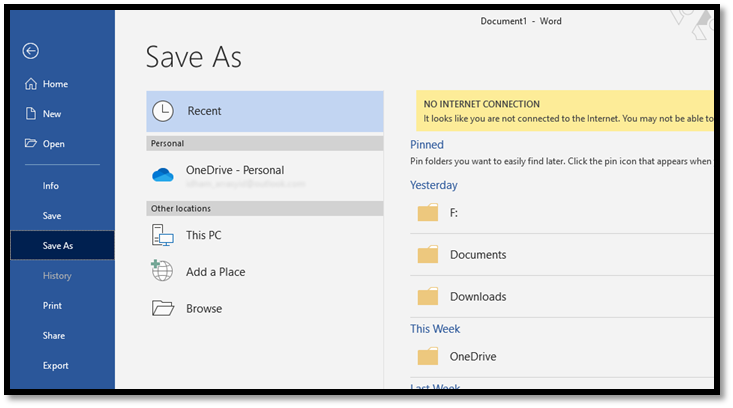 Document1 - Word
Home
New
Open
Info
Save
Save As
History
Print
Share
Export
Save As
Recent
Personal
OneDrive - Personal
Other locations
This PC
Add a Place
Browse
NO INTERNET CONNECTION
It looks like you are not connected to the Internet. You may not be able to
Pinned
Pin folders you want to easily find later. Click the pin icon that appears when
Yesterday
F:
Documents
Downloads
This Week
OneDrive
Last Week